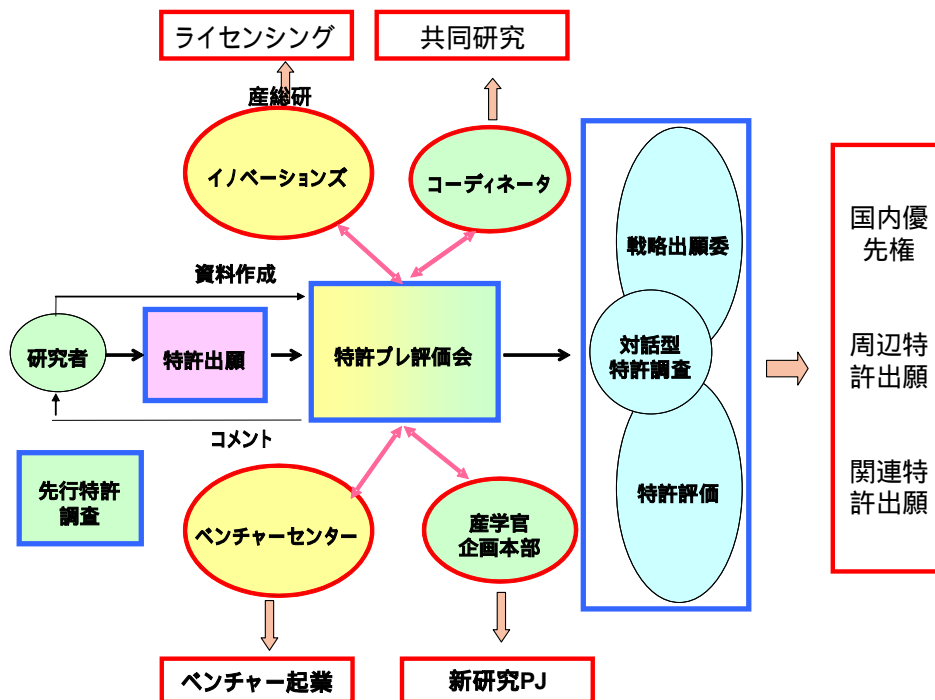 ライセンシング
共同研究
産総研
イノベーションズ
コーディネータ
戦略出願委
国内優
先権
資料作成
研究者
特許出願
特許プレ評価会
対話型
特許調査
周辺特
許出願
コメント
先行特許
調査
ベンチャーセンター
産学官
企画本部
特許評価
関連特
許出願
ベンチャー起業
新研究PJ